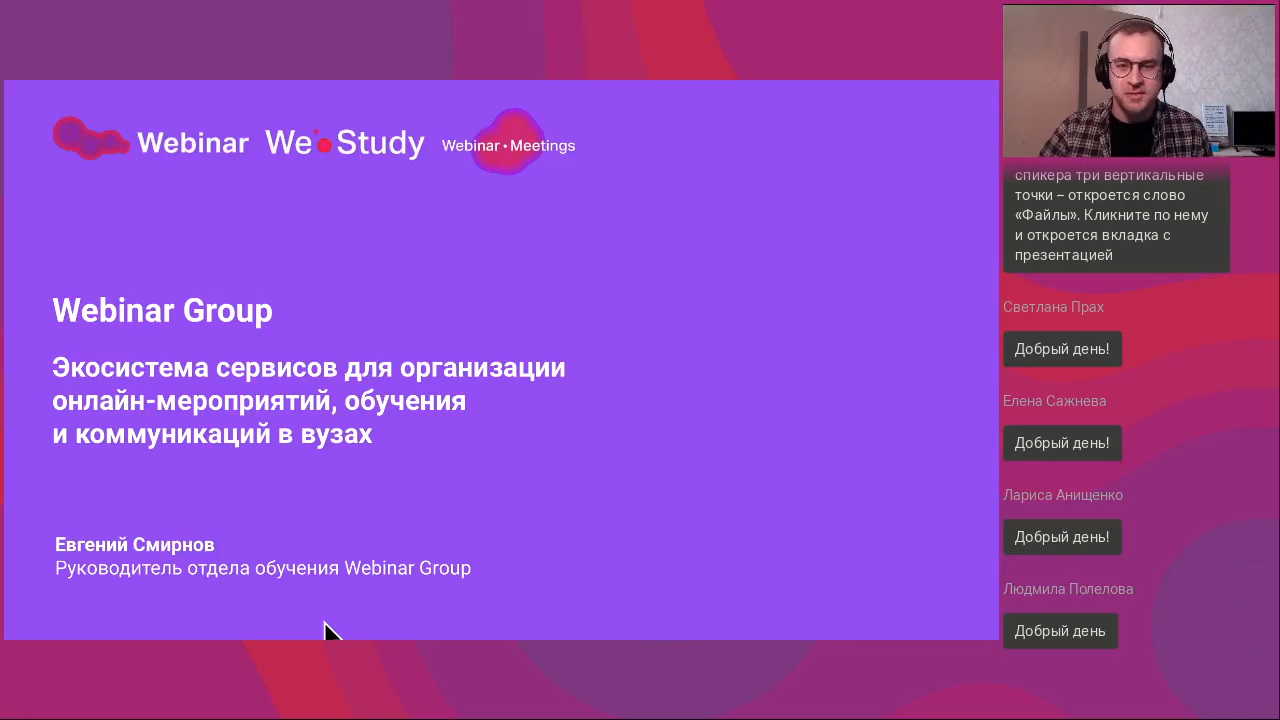 Webinar We Study Webinar • Meetings
Webinar Group
Экосистема сервисов для организации
онлайн-мероприятий, обучения
и коммуникаций в вузах
Евгений Смирнов
Руководитель отдела обучения Webinar Group
спикера три вертикальные
точки – откроется слово
«Файлы». Кликните по нему
и откроется вкладка с
презентацией
Светлана Прах
Добрый день!
Елена Сажнева
Добрый день!
Лариса Анищенко
Добрый день!
Людмила Полелова
Добрый день